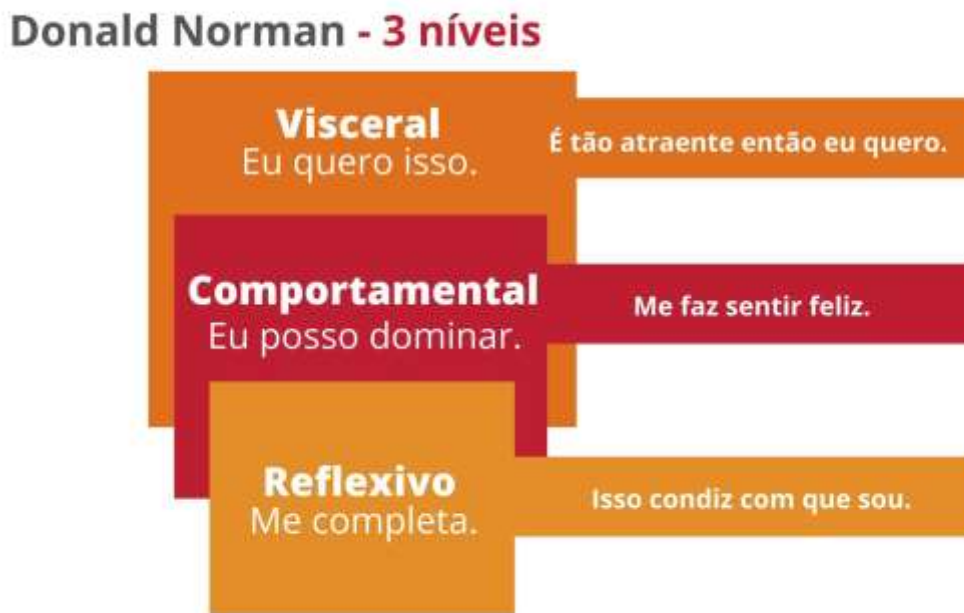 Donald Norman - 3 níveis
Visceral
Eu quero isso.
É tão atraente então eu quero.
Comportamental
Eu posso dominar.
Me faz sentir feliz.
Reflexivo
Me completa.
Isso condiz com que sou.